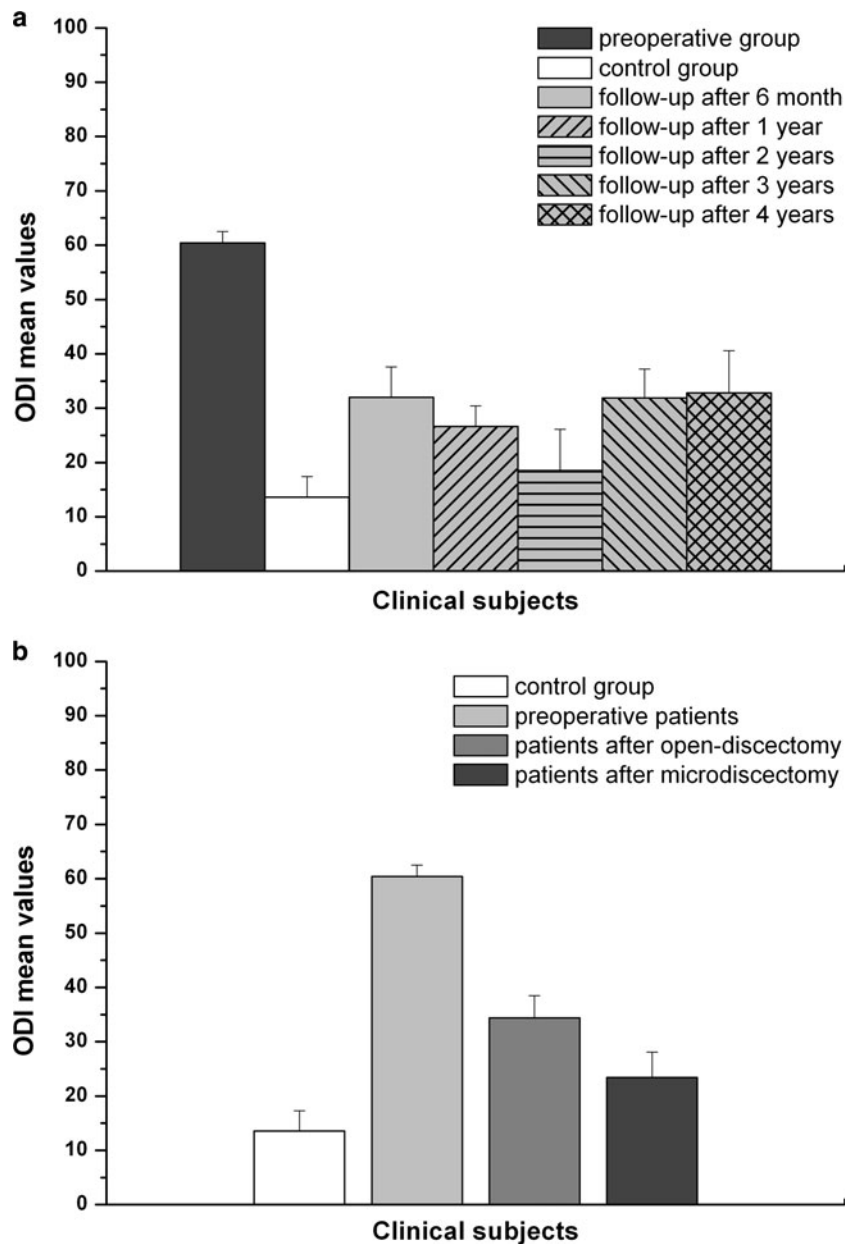 a
100
90
80
70
60
50
40
30
20
10
0
ODI mean values
preoperative group
control group
follow-up after 6 month
follow-up after 1 year
follow-up after 2 years
follow-up after 3 years
follow-up after 4 years
Clinical subjects
b
100
90
80
70
60
50
40
30
20
10
0
ODI mean values
control group
preoperative patients
patients after open-discectomy
patients after microdiscectomy
Clinical subjects